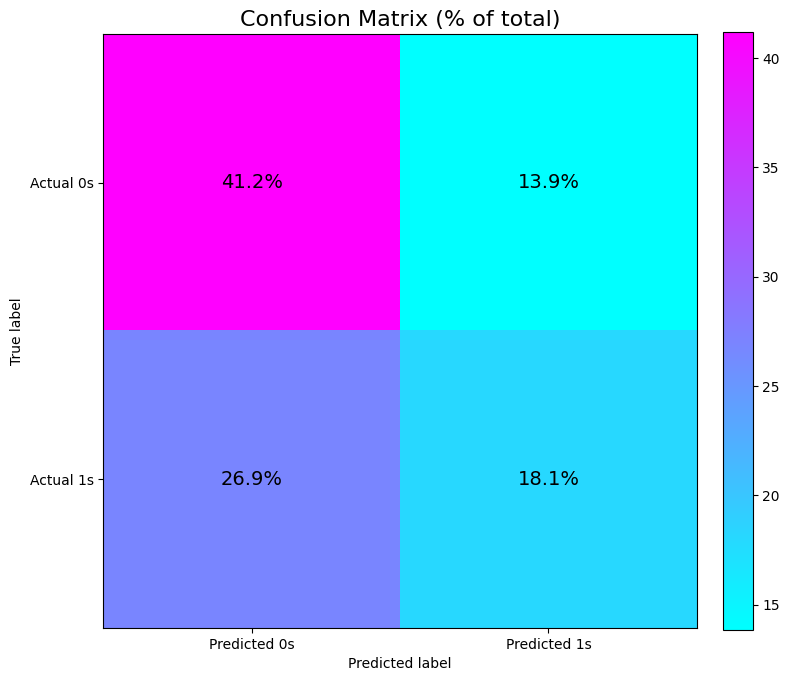 Confusion Matrix (% of total)
True label
Actual 0s
41.2%
13.9%
Actual 1s
26.9%
18.1%
Predicted 0s
Predicted 1s
Predicted label
40
35
30
25
20
15